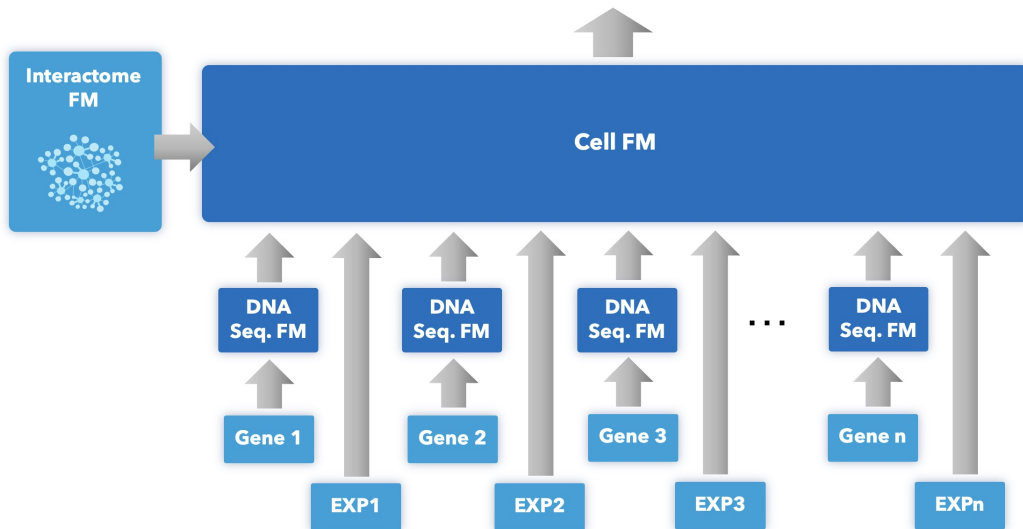 Interactome
FM
Cell FM
DNA
Seq. FM
DNA
Seq. FM
DNA
Seq. FM
...
DNA
Seq. FM
Gene 1
Gene 2
Gene 3
Gene n
EXP1
EXP2
EXP3
EXPn